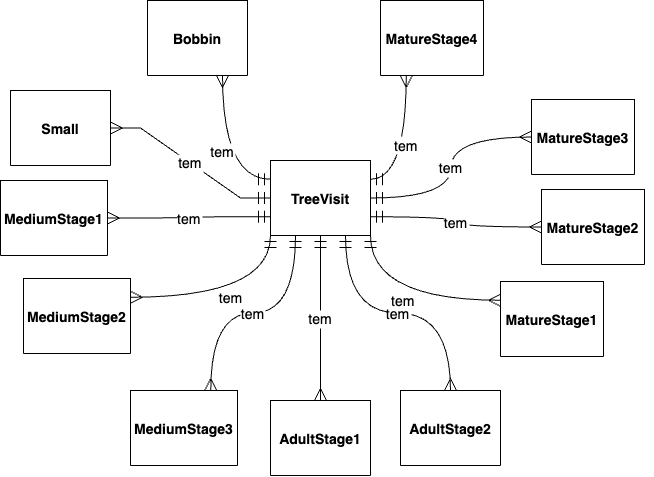 Bobbin
MatureStage4
Small
MatureStage3
tem
tem
tem
tem
TreeVisit
MediumStage1
tem
tem
MatureStage2
MediumStage2
tem
tem
MatureStage1
tem
tem
tem
MediumStage3
AdultStage1
AdultStage2